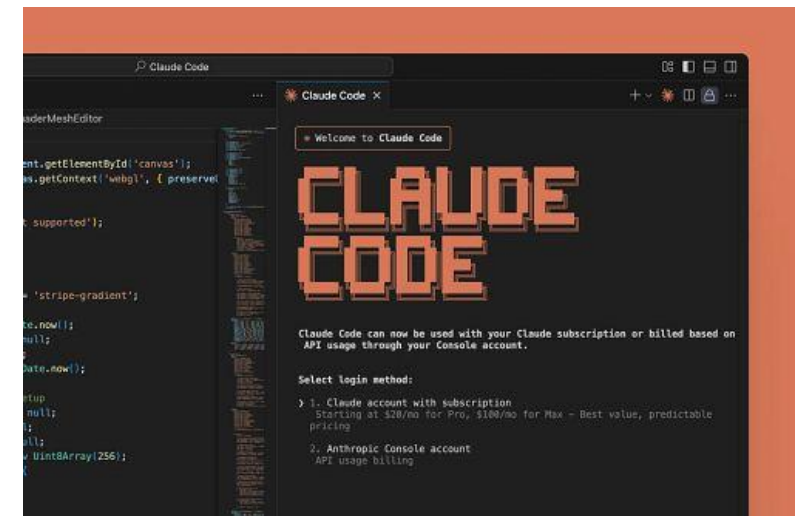 Claude Code
...
Claude Code ×
...
aderMeshEditor
ent.getElementById('canvas');
as.getContext('webgl', { preservel
t supported');
= 'stripe-gradient';
te.now();
null;
;
Date.now();
etup
null;
l;
ull;
w Uint8Array(256);
{
* Welcome to Claude Code
CLAUDE
CODE
Claude Code can now be used with your Claude subscription or billed based on
API usage through your Console account.
Select login method:
❯ 1. Claude account with subscription
Starting at $20/mo for Pro, $100/mo for Max – Best value, predictable
pricing
2. Anthropic Console account
API usage billing